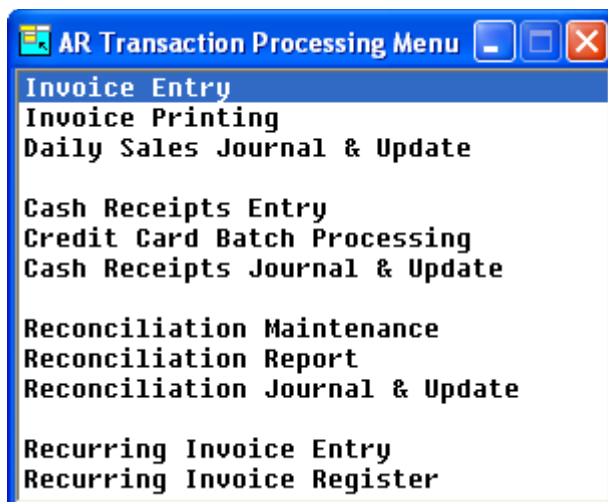 AR Transaction Processing Menu
Invoice Entry
Invoice Printing
Daily Sales Journal & Update
Cash Receipts Entry
Credit Card Batch Processing
Cash Receipts Journal & Update
Reconciliation Maintenance
Reconciliation Report
Reconciliation Journal & Update
Recurring Invoice Entry
Recurring Invoice Register